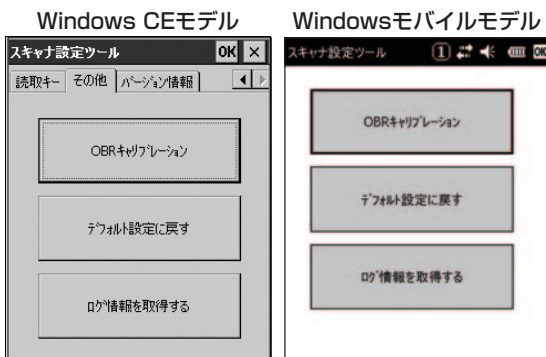 Windows CEモデル
スキャナ設定ツール OK ×
読取キー その他 バージョン情報
OBRキャリブレーション
デフォルト設定に戻す
ログ情報を取得する
Windowsモバイルモデル
スキャナ設定ツール 1 OK
OBRキャリブレーション
デフォルト設定に戻す
ログ情報を取得する